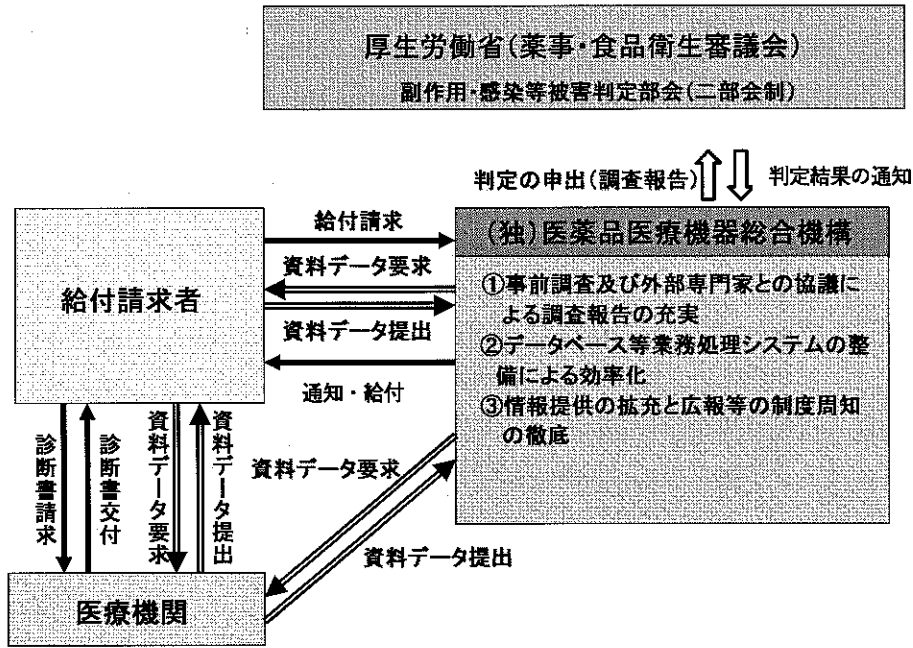 厚生労働省(薬事・食品衛生審議会)
副作用・感染等被害判定部会(二部会制)
判定の申出(調査報告)
判定結果の通知
給付請求者
給付請求
資料データ要求
資料データ提出
通知・給付
(独)医薬品医療機器総合機構
①事前調査及び外部専門家との協議に
よる調査報告の充実
②データベース等業務処理システムの整
備による効率化
③情報提供の拡充と広報等の制度周知
の徹底
診断書請求
診断書交付
資料データ要求
資料データ提出
資料データ要求
資料データ提出
医療機関